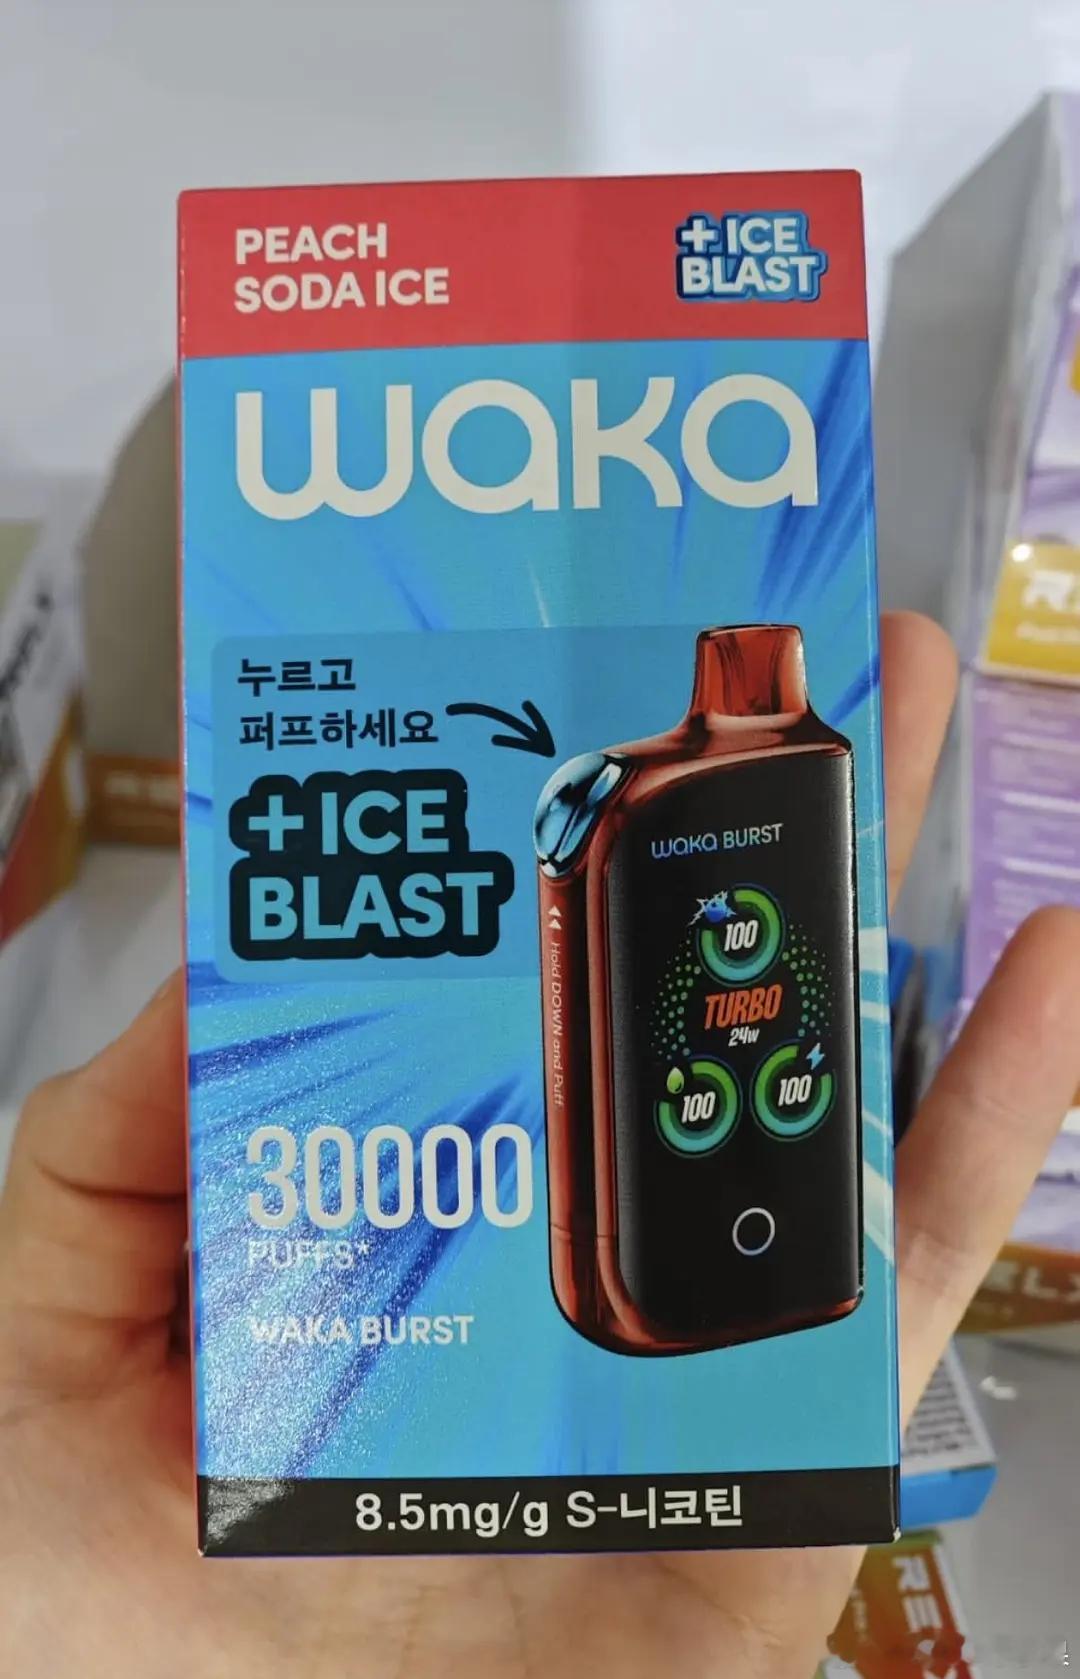 PEACH
SODA ICE
+ ICE
BLAST
waka
누르고
퍼프하세요
+ ICE
BLAST
WAKA BURST
100
TURBO
24W
100
100
Hold DOWN and Puff
30000
PUFFS*
WAKA BURST
8.5mg/g S-니코틴